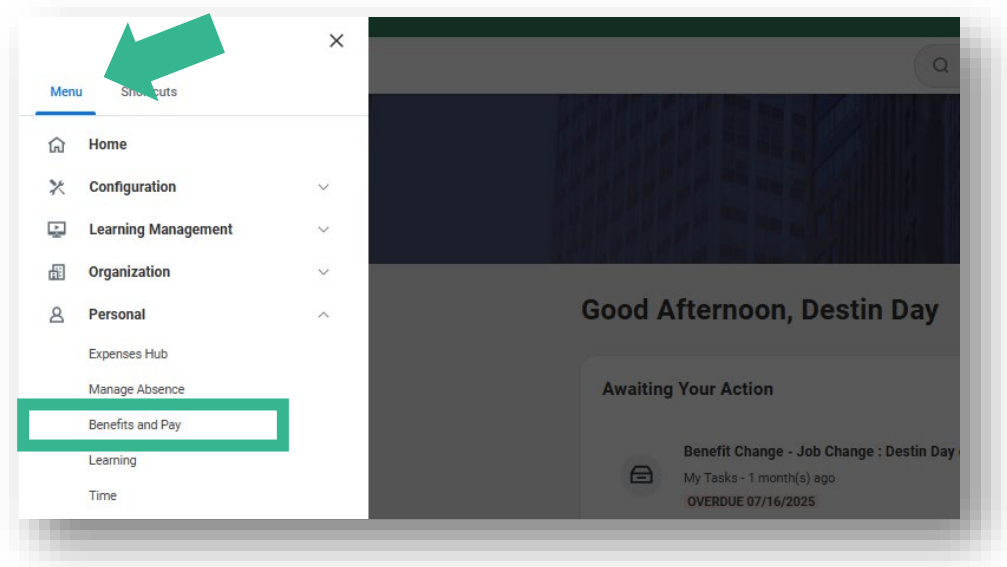 Menu
Shortcuts
Home
Configuration
Learning Management
Organization
Personal
Expenses Hub
Manage Absence
Benefits and Pay
Learning
Time
Good Afternoon, Destin Day
Awaiting Your Action
Benefit Change - Job Change : Destin Day
My Tasks - 1 month(s) ago
OVERDUE 07/16/2025